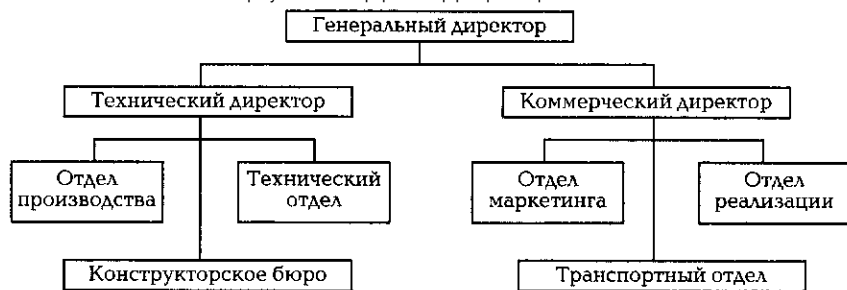 Генеральный директор
Технический директор
Коммерческий директор
Отдел
производства
Технический
отдел
Отдел
маркетинга
Отдел
реализации
Конструкторское бюро
Транспортный отдел